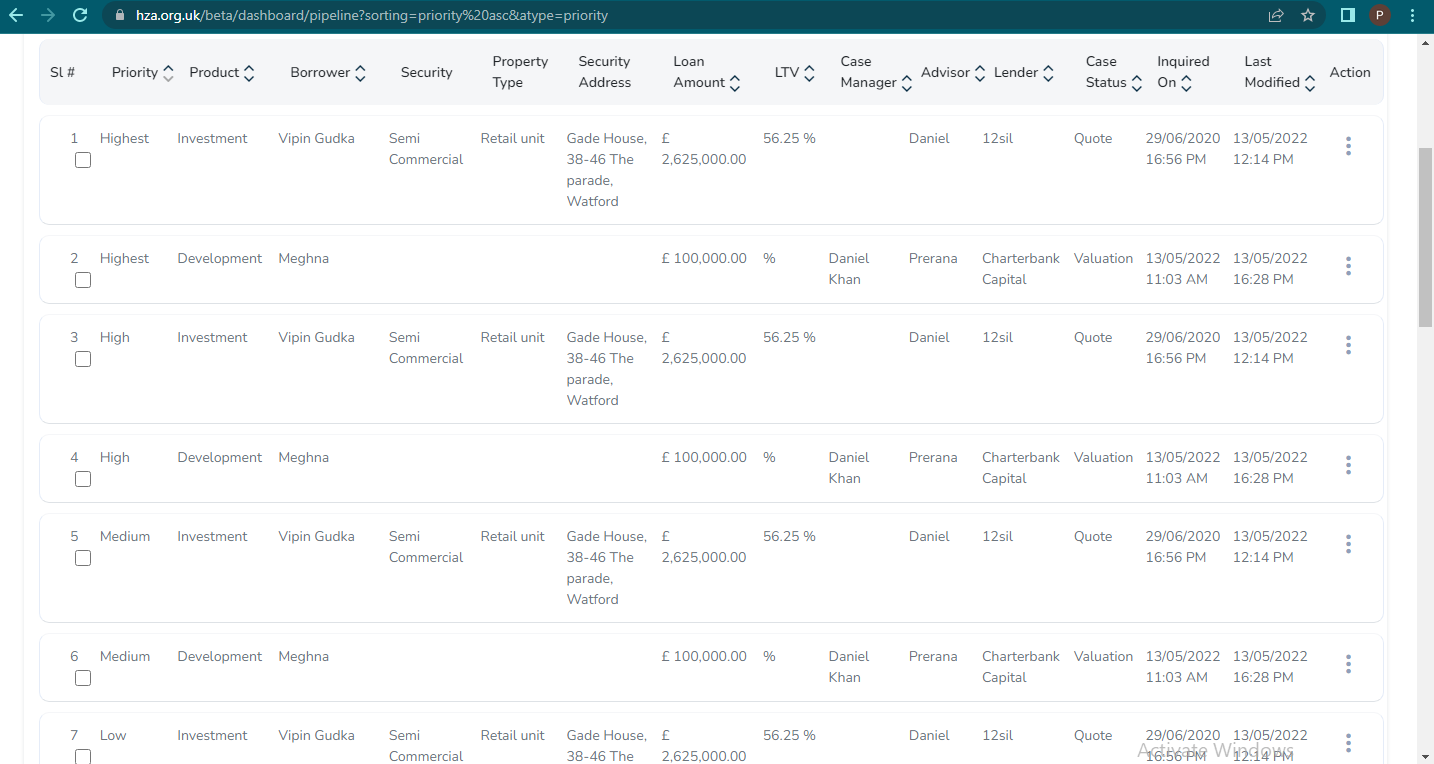 hza.org.uk/beta/dashboard/pipeline?sorting=priority%20asc&atype=priority
P
Sl # Priority Product Borrower Security Property Type Security Address Loan Amount LTV Case Manager Advisor Lender Case Status Inquired On Last Modified Action
1 Highest Investment Vipin Gudka Semi Retail unit Gade House, £ 56.25 % Daniel 12sil Quote 29/06/2020 13/05/2022
Commercial 38-46 The 2,625,000.00 16:56 PM 12:14 PM
parade,
Watford
2 Highest Development Meghna £ 100,000.00 % Daniel Prerana Charterbank Valuation 13/05/2022 13/05/2022
Khan Capital 11:03 AM 16:28 PM
3 High Investment Vipin Gudka Semi Retail unit Gade House, £ 56.25 % Daniel 12sil Quote 29/06/2020 13/05/2022
Commercial 38-46 The 2,625,000.00 16:56 PM 12:14 PM
parade,
Watford
4 High Development Meghna £ 100,000.00 % Daniel Prerana Charterbank Valuation 13/05/2022 13/05/2022
Khan Capital 11:03 AM 16:28 PM
5 Medium Investment Vipin Gudka Semi Retail unit Gade House, £ 56.25 % Daniel 12sil Quote 29/06/2020 13/05/2022
Commercial 38-46 The 2,625,000.00 16:56 PM 12:14 PM
parade,
Watford
6 Medium Development Meghna £ 100,000.00 % Daniel Prerana Charterbank Valuation 13/05/2022 13/05/2022
Khan Capital 11:03 AM 16:28 PM
7 Low Investment Vipin Gudka Semi Retail unit Gade House, £ 56.25 % Daniel 12sil Quote 29/06/2020 13/05/2022
Commercial 38-46 The 2,625,000.00 16:56 PM 12:14 PM
Activate Windows